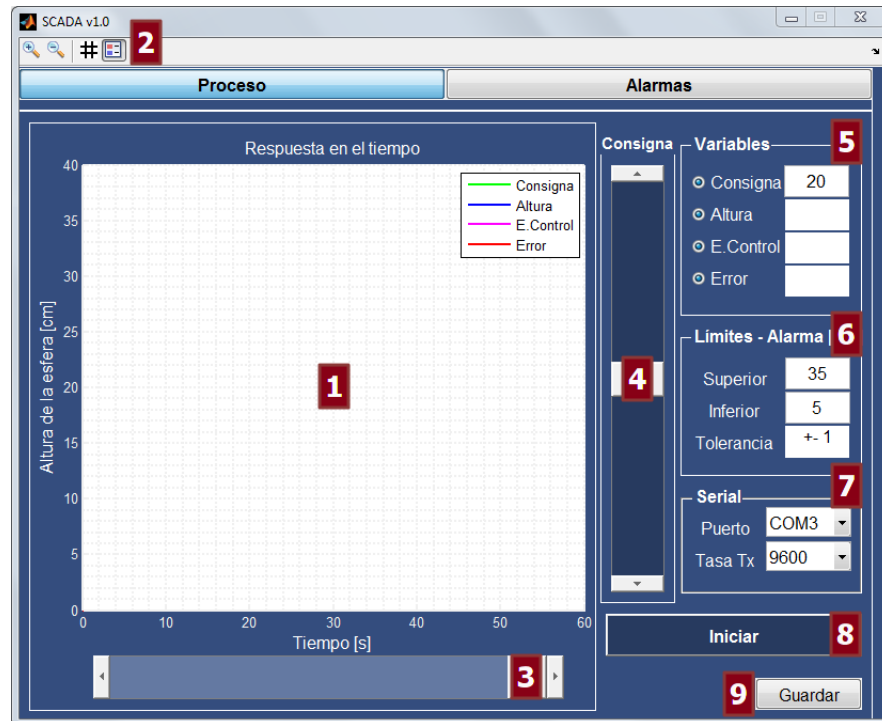 SCADA v1.0
2
Proceso
Alarmas
Respuesta en el tiempo
40
35
30
25
20
15
10
5
0
Altura de la esfera [cm]
Consigna
Altura
E.Control
Error
1
0
10
20
30
40
50
60
Tiempo [s]
3
Consigna
4
Variables
5
Consigna 20
Altura
E.Control
Error
Limites - Alarma [
6
Superior 35
Inferior 5
Tolerancia +- 1
7
Serial
Puerto COM3
Tasa Tx 9600
Iniciar
8
9
Guardar